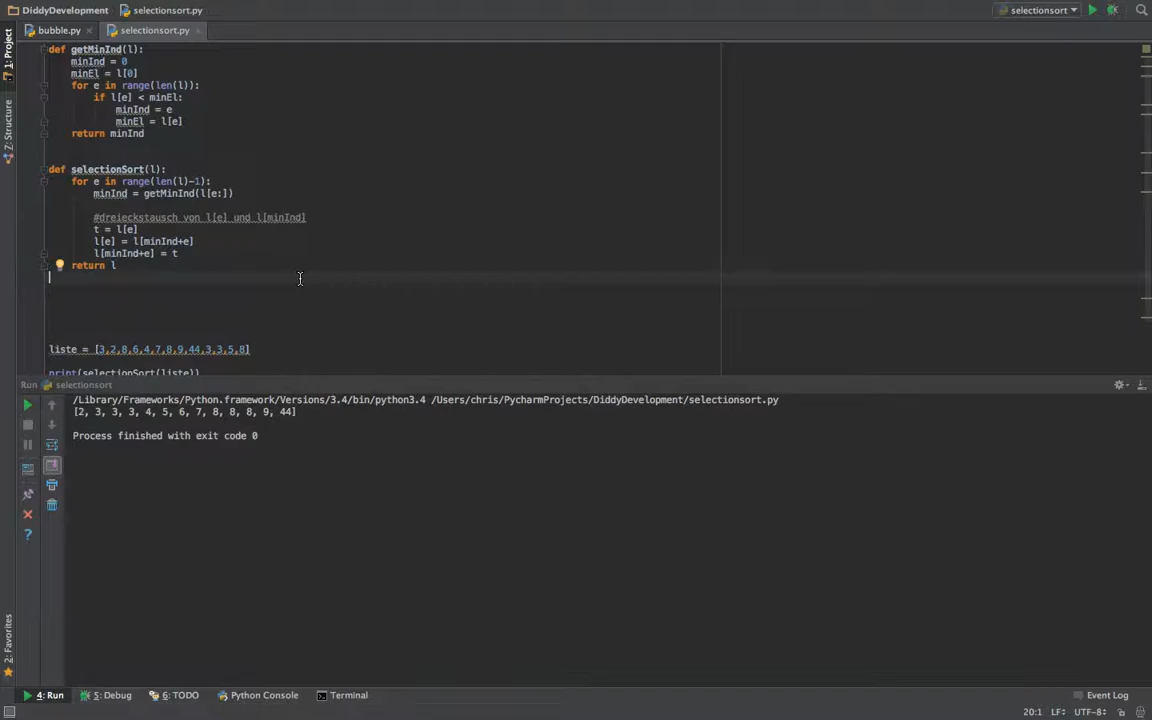 DiddyDevelopment selectionsort.py selectionsort
bubble.py selectionsort.py
1: Project
7: Structure
2: Favorites
def getMinInd(l):
    minInd = 0
    minEl = l[0]
    for e in range(len(l)):
        if l[e] < minEl:
            minInd = e
            minEl = l[e]
    return minInd
def selectionSort(l):
    for e in range(len(l)-1):
        minInd = getMinInd(l[e:])
        #dreieckstausch von l[e] und l[minInd]
        t = l[e]
        l[e] = l[minInd+e]
        l[minInd+e] = t
    return l
liste = [3,2,8,6,4,7,8,9,44,3,3,5,8]
print(selectionSort(liste))
Run selectionsort
/Library/Frameworks/Python.framework/Versions/3.4/bin/python3.4 /Users/chris/PycharmProjects/DiddyDevelopment/selectionsort.py
[2, 3, 3, 3, 4, 5, 6, 7, 8, 8, 8, 9, 44]
Process finished with exit code 0
4: Run 5: Debug 6: TODO Python Console Terminal Event Log
20:1 LF UTF-8